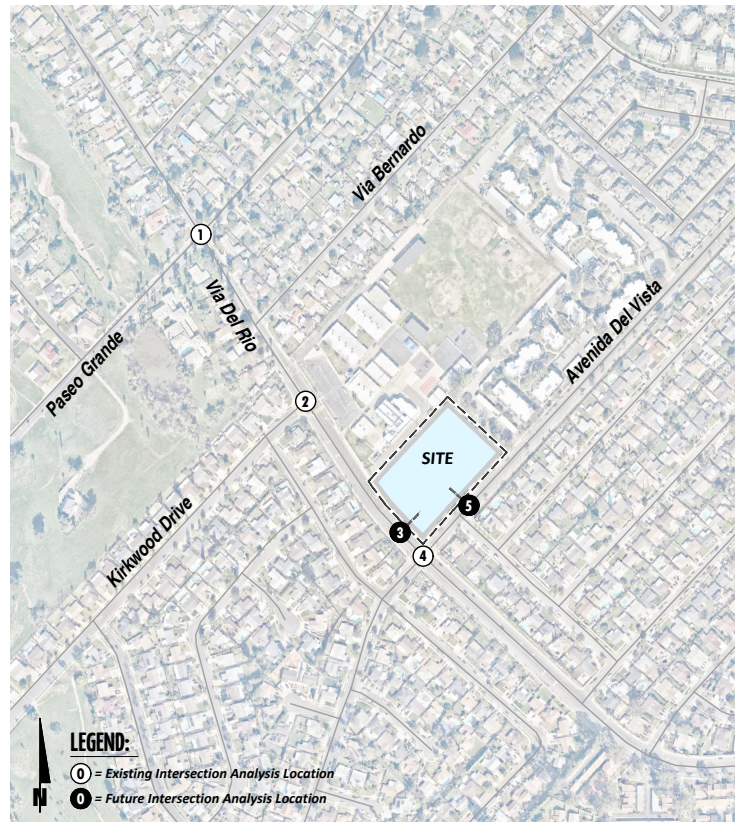 Via Bernardo
1
Via Del Rio
Avenida Del Vista
Paseo Grande
2
SITE
5
Kirkwood Drive
3
4
LEGEND:
0 = Existing Intersection Analysis Location
N
0 = Future Intersection Analysis Location